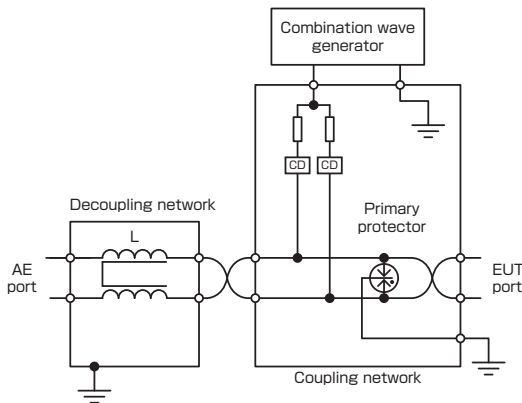 Combination wave
generator
CD
CD
Decoupling network
L
Primary
protector
AE
port
EUT
port
Coupling network